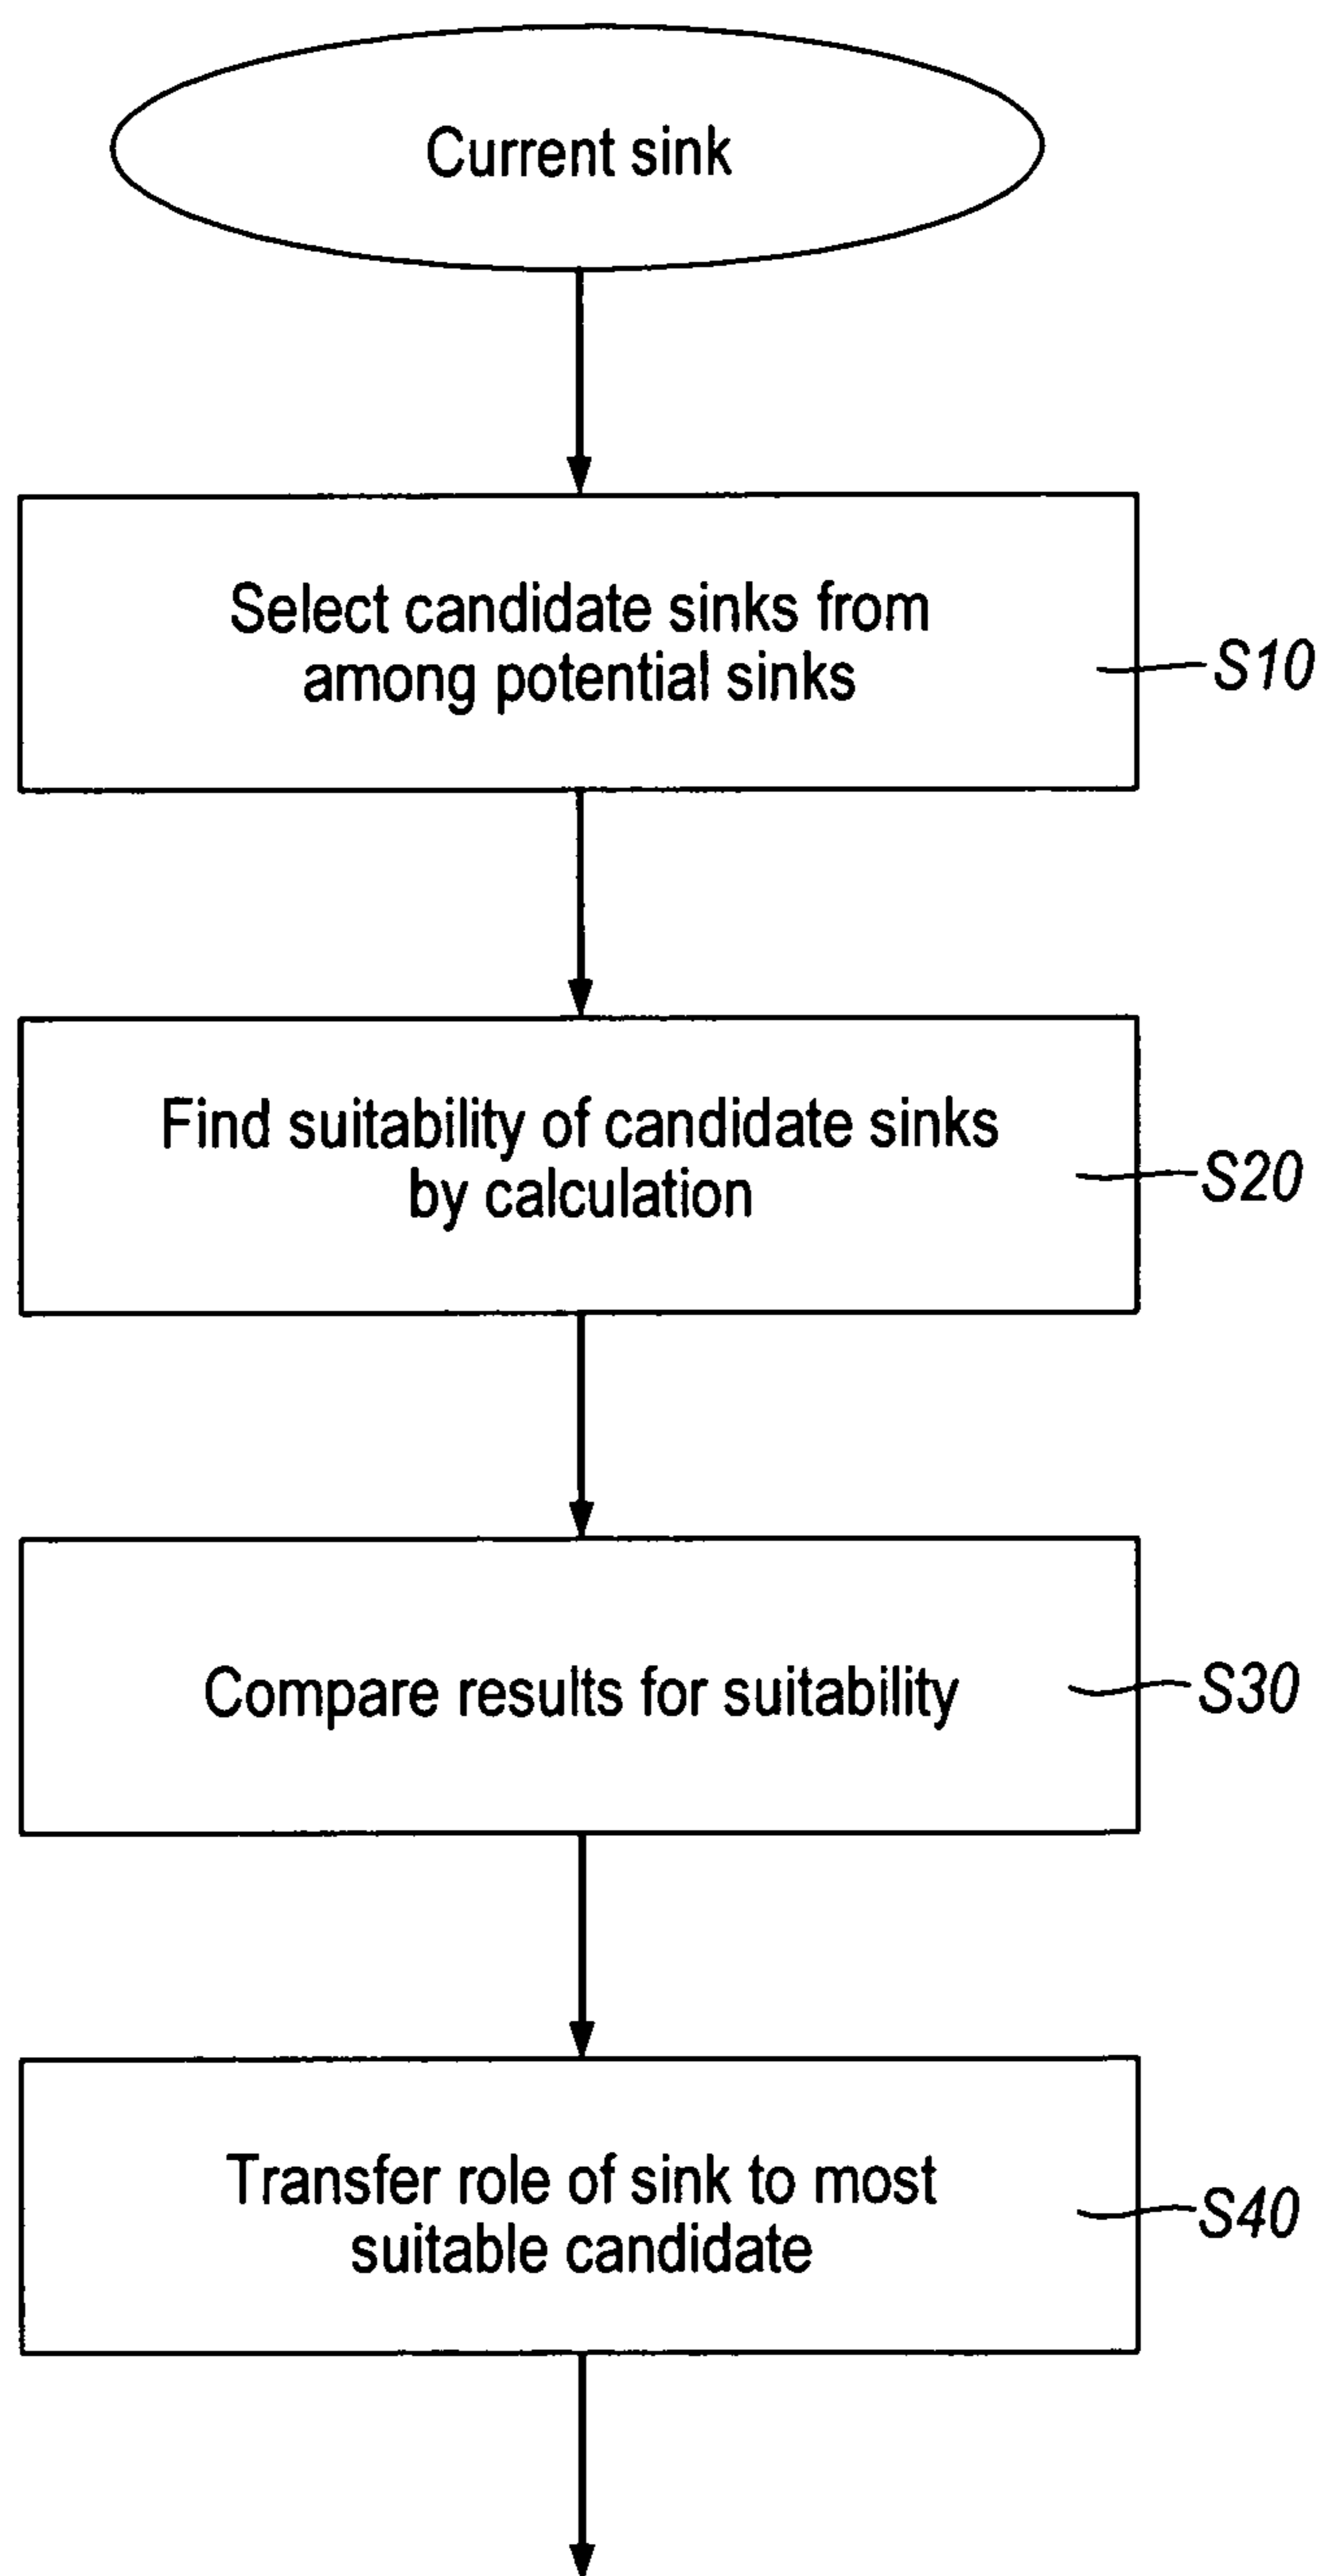 Current sink
Select candidate sinks from
among potential sinks
S10
Find suitability of candidate sinks
by calculation
S20
Compare results for suitability
S30
Transfer role of sink to most
suitable candidate
S40